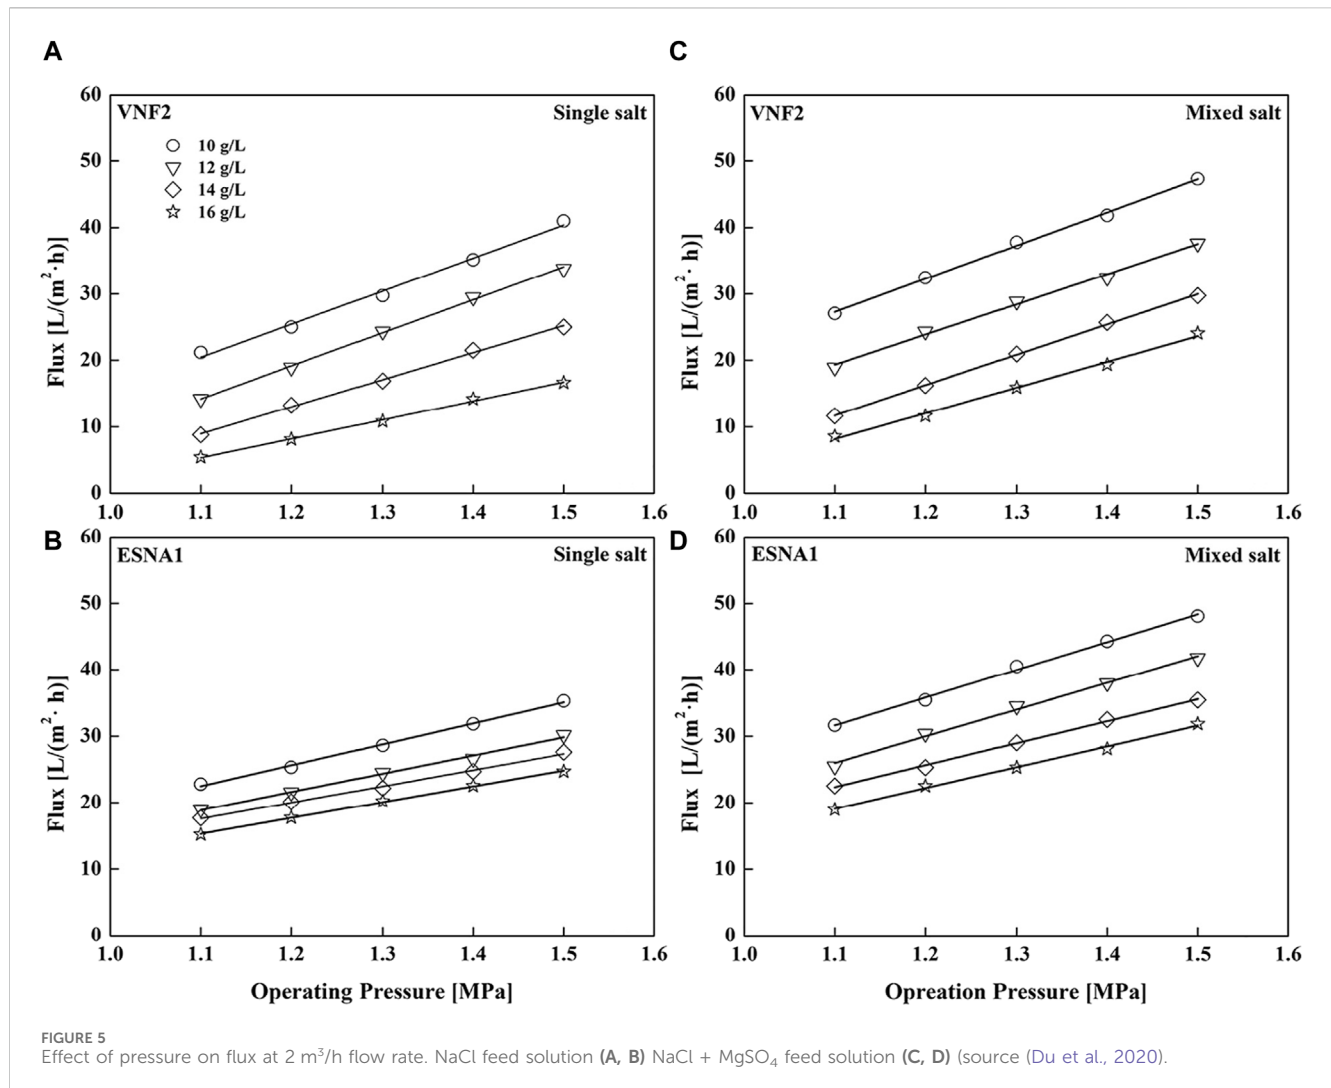 A
VNF2
Single salt
10 g/L
12 g/L
14 g/L
16 g/L
Flux [L/(m²·h)]
60
50
40
30
20
10
0
1.0 1.1 1.2 1.3 1.4 1.5 1.6
B
ESNA1
Single salt
Flux [L/(m²·h)]
60
50
40
30
20
10
0
1.0 1.1 1.2 1.3 1.4 1.5 1.6
Operating Pressure [MPa]
C
VNF2
Mixed salt
Flux [L/(m²· h)]
60
50
40
30
20
10
0
1.0 1.1 1.2 1.3 1.4 1.5 1.6
D
ESNA1
Mixed salt
Flux [L/(m²· h)]
60
50
40
30
20
10
0
1.0 1.1 1.2 1.3 1.4 1.5 1.6
Opreation Pressure [MPa]
FIGURE 5
Effect of pressure on flux at 2 m³/h flow rate. NaCl feed solution (A, B) NaCl + MgSO₄ feed solution (C, D) (source (Du et al., 2020).